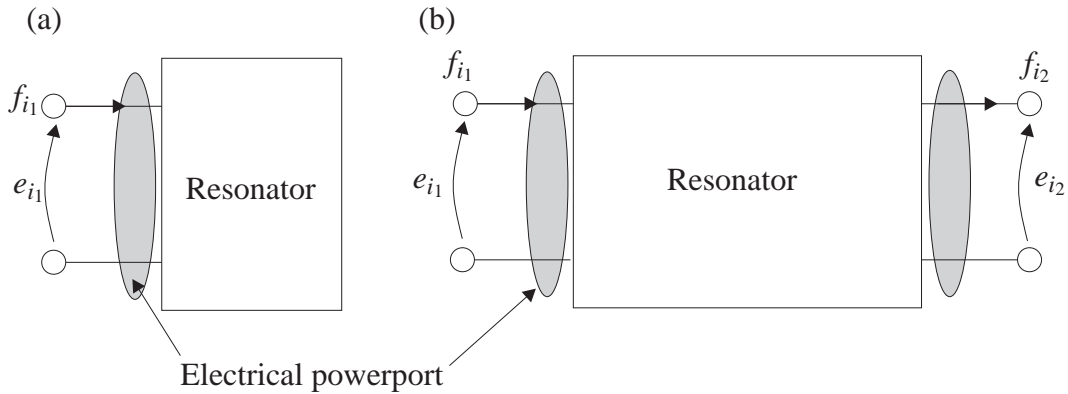 (a)
f_{i_1}
e_{i_1}
Resonator
(b)
f_{i_1}
f_{i_2}
e_{i_1}
Resonator
e_{i_2}
Electrical powerport